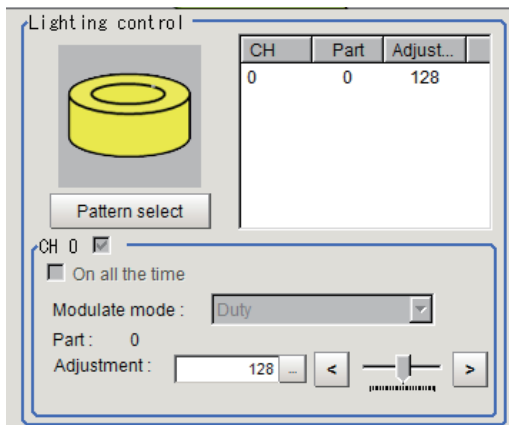 Lighting control
CH Part Adjust...
0 0 128
Pattern select
CH 0
On all the time
Modulate mode : Duty
Part : 0
Adjustment : 128 ... < >